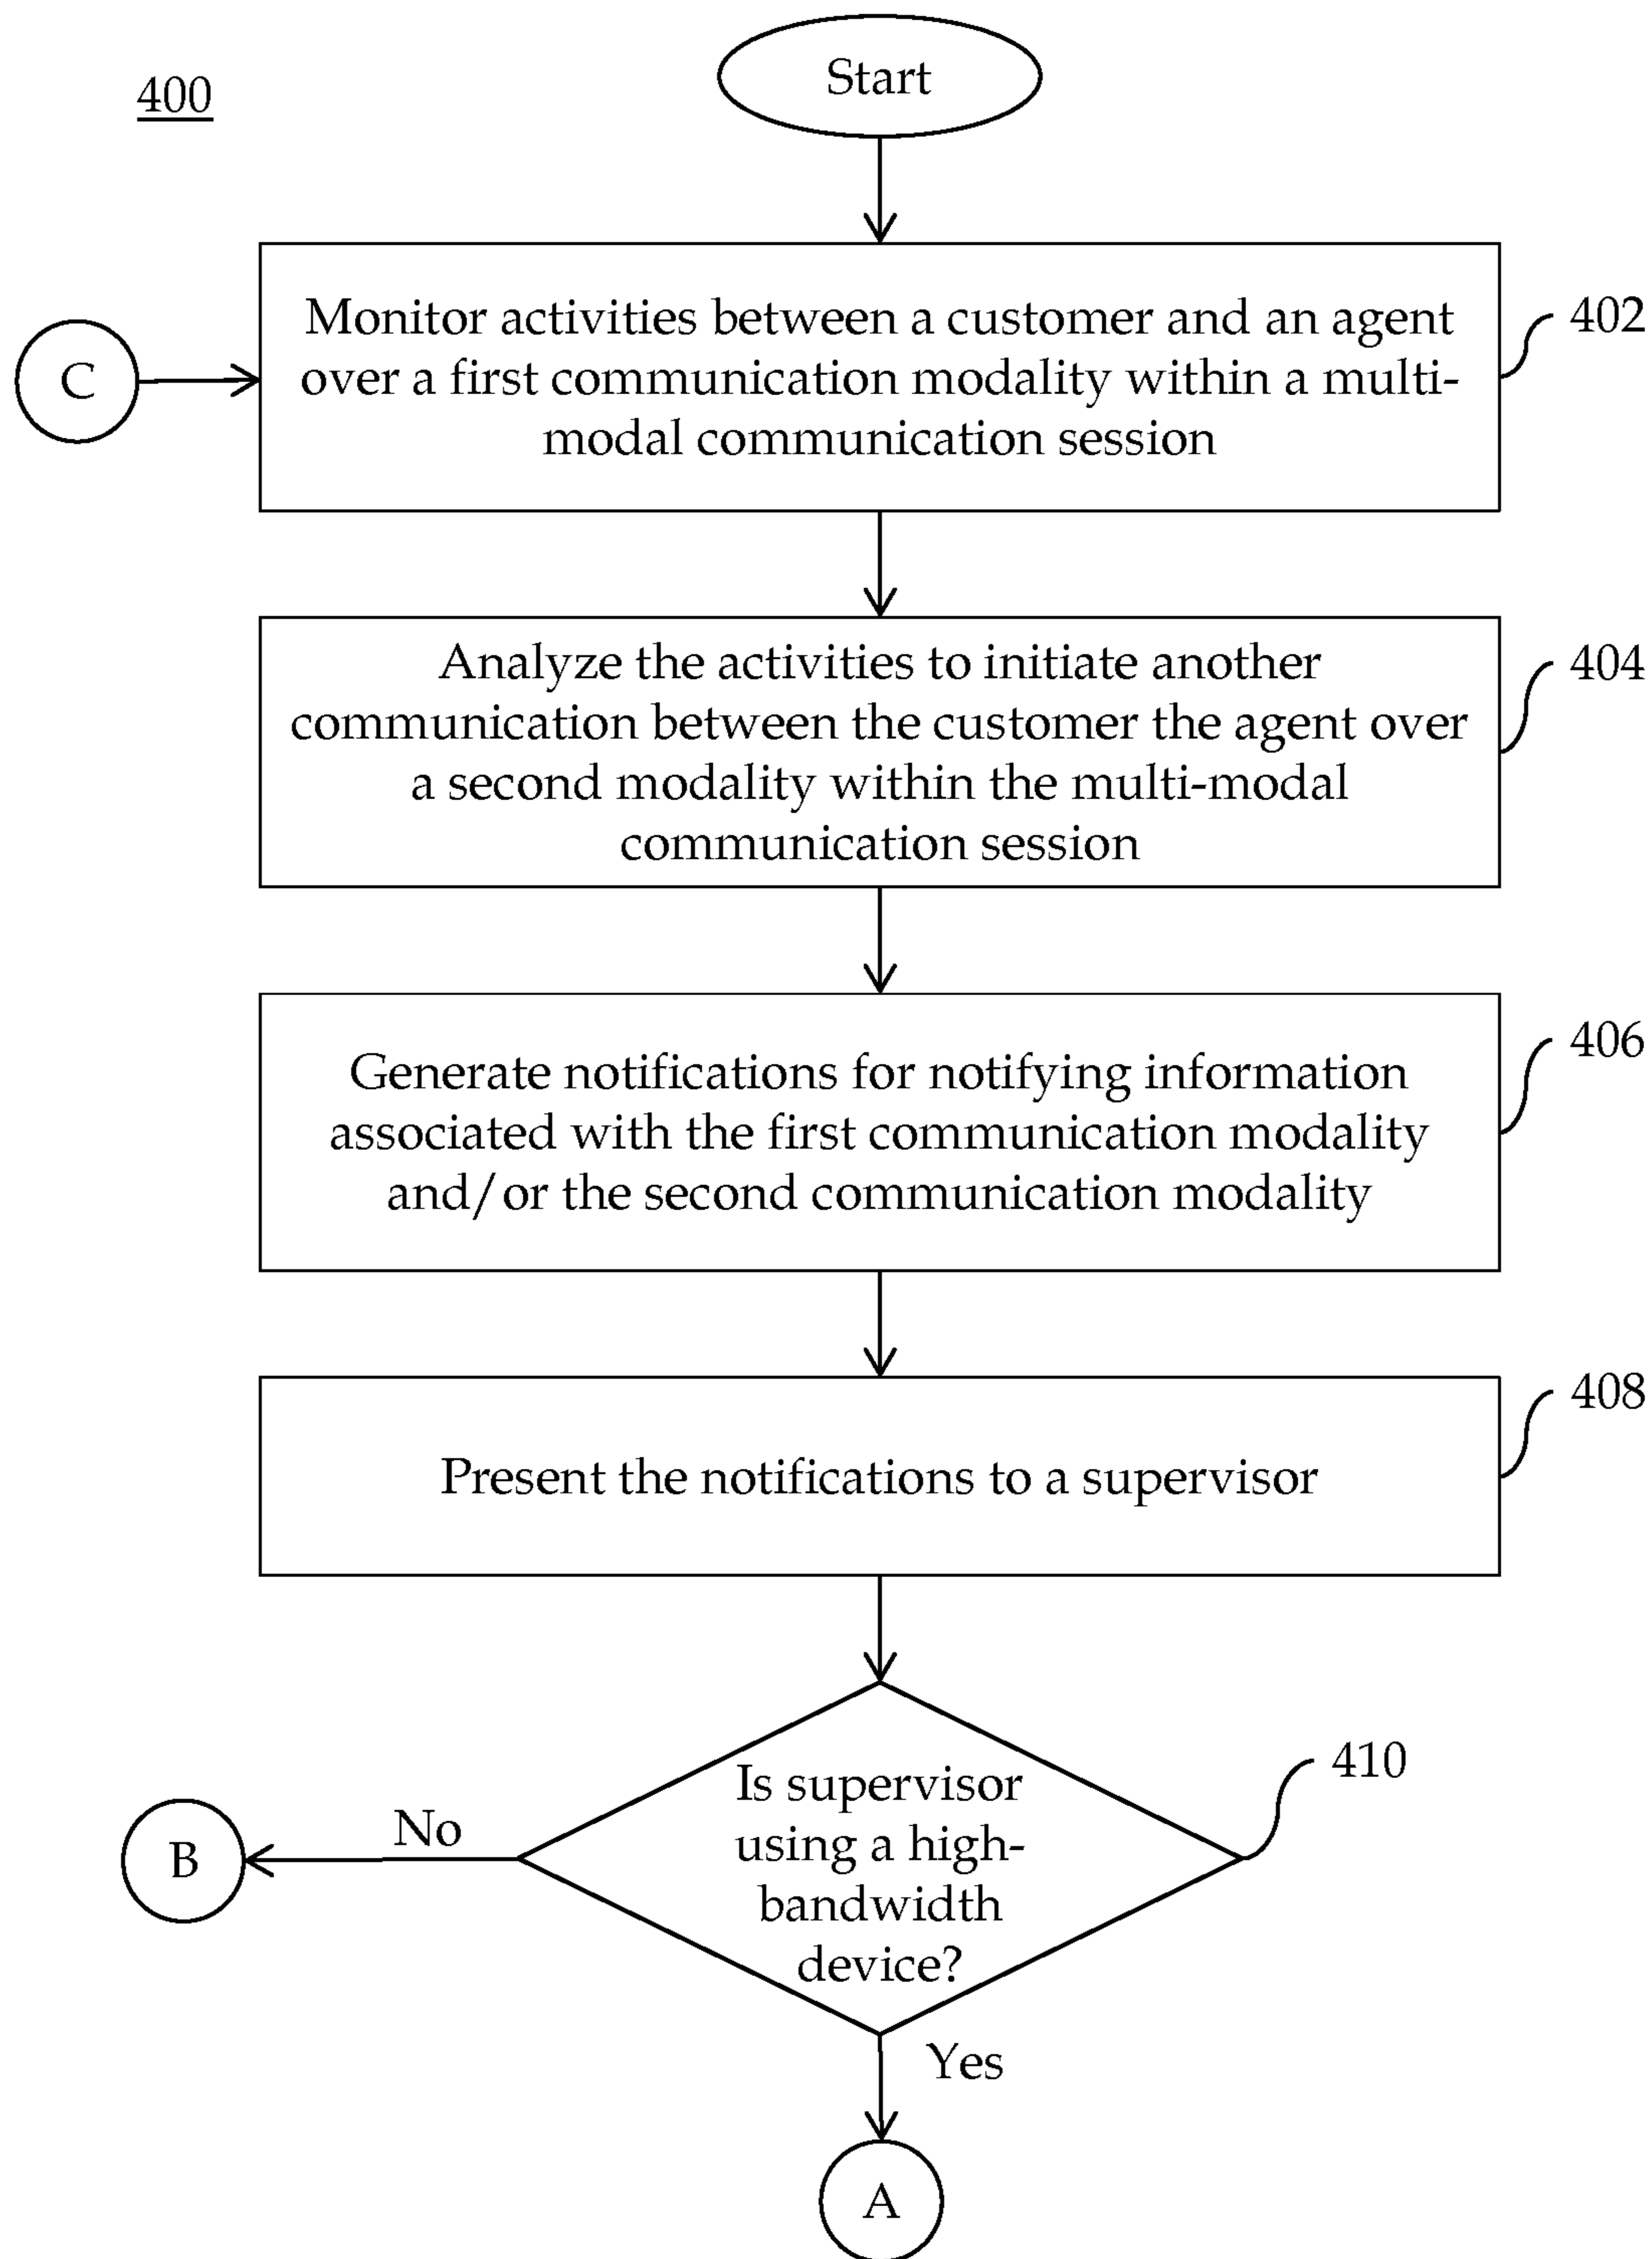 Start
400
Monitor activities between a customer and an agent
over a first communication modality within a multi-
modal communication session
402
C
Analyze the activities to initiate another
communication between the customer the agent over
a second modality within the multi-modal
communication session
404
Generate notifications for notifying information
associated with the first communication modality
and/or the second communication modality
406
Present the notifications to a supervisor
408
Is supervisor
using a high-
bandwidth
device?
410
No
B
Yes
A